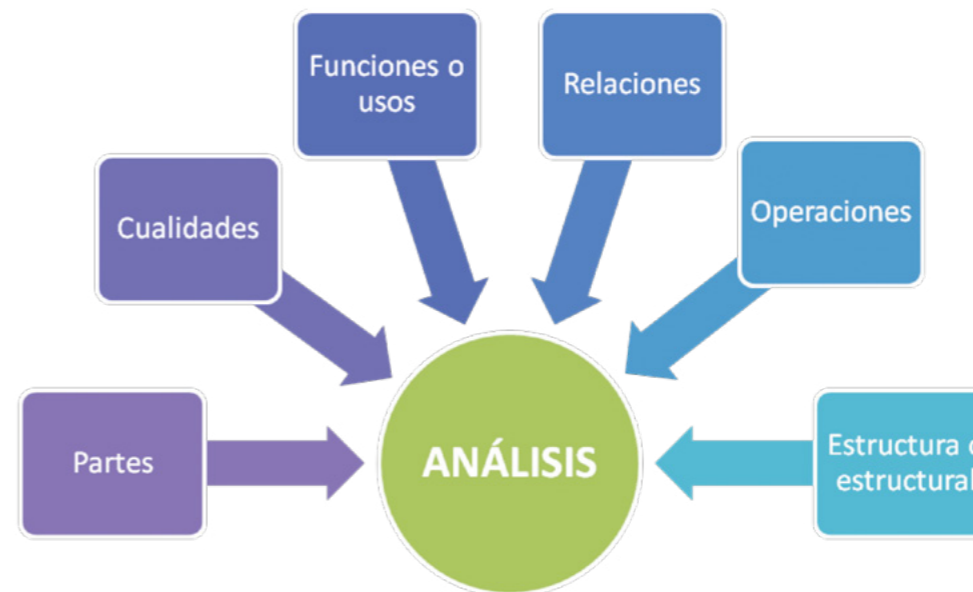 Funciones o
usos
Relaciones
Cualidades
Operaciones
Partes
ANÁLISIS
Estructura
estructural